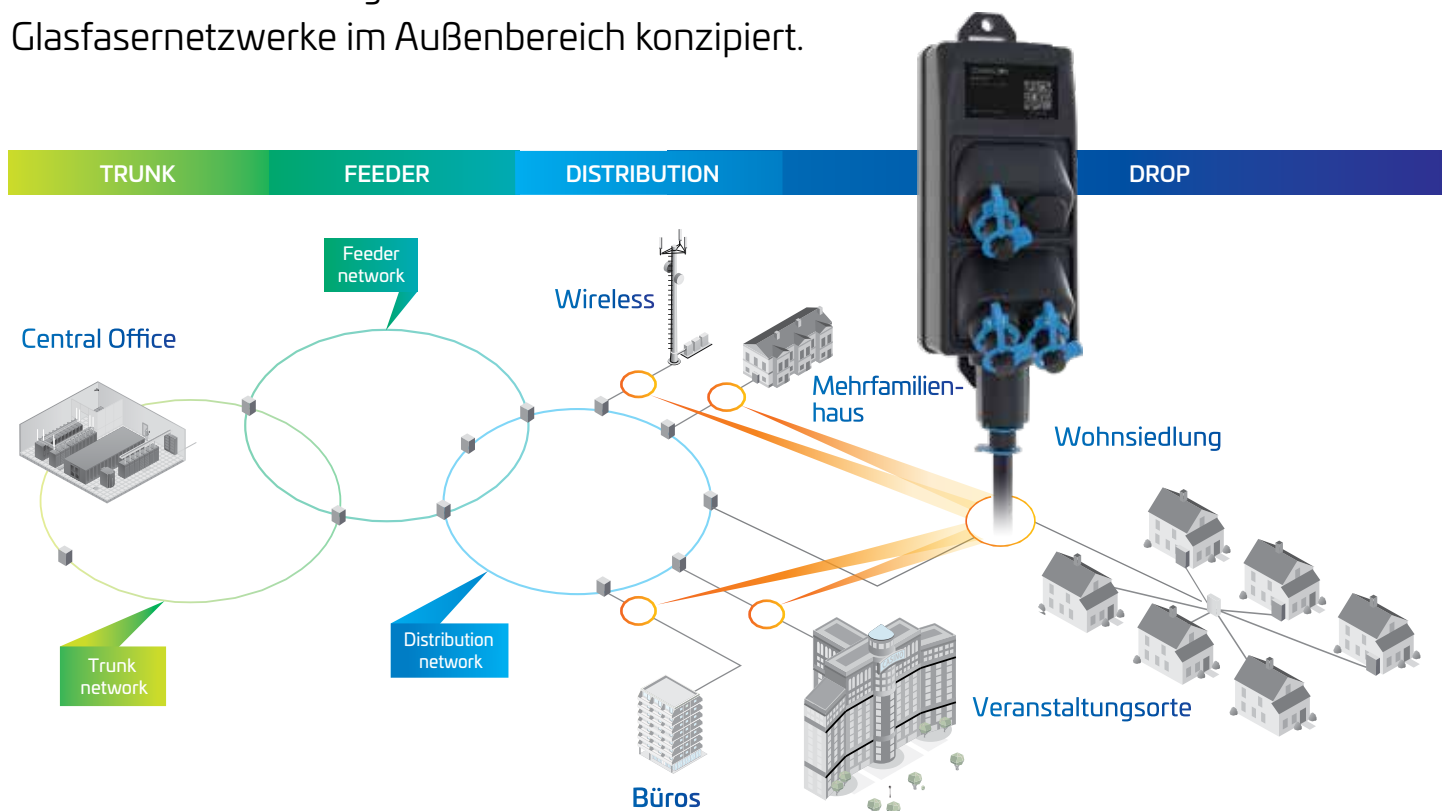 Glasfasernetzwerke im Außenbereich konzipiert.
TRUNK
FEEDER
DISTRIBUTION
DROP
Feeder
network
Wireless
Central Office
Mehrfamilien-
haus
Wohnsiedlung
Distribution
network
Trunk
network
Veranstaltungsorte
Büros